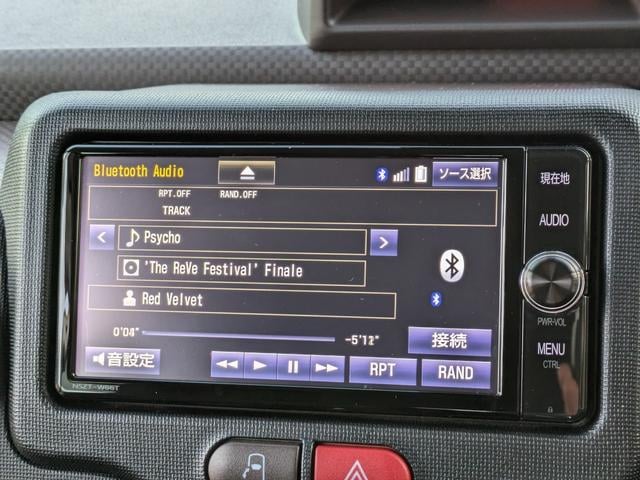 Bluetooth Audio
ソース選択
RPT.OFF RAND.OFF
TRACK
Psycho
'The ReVe Festival' Finale
Red Velvet
0'04" -5'12"
接続
音設定
RPT RAND
NSZT-W66T
現在地
AUDIO
PWR·VOL
MENU
CTRL